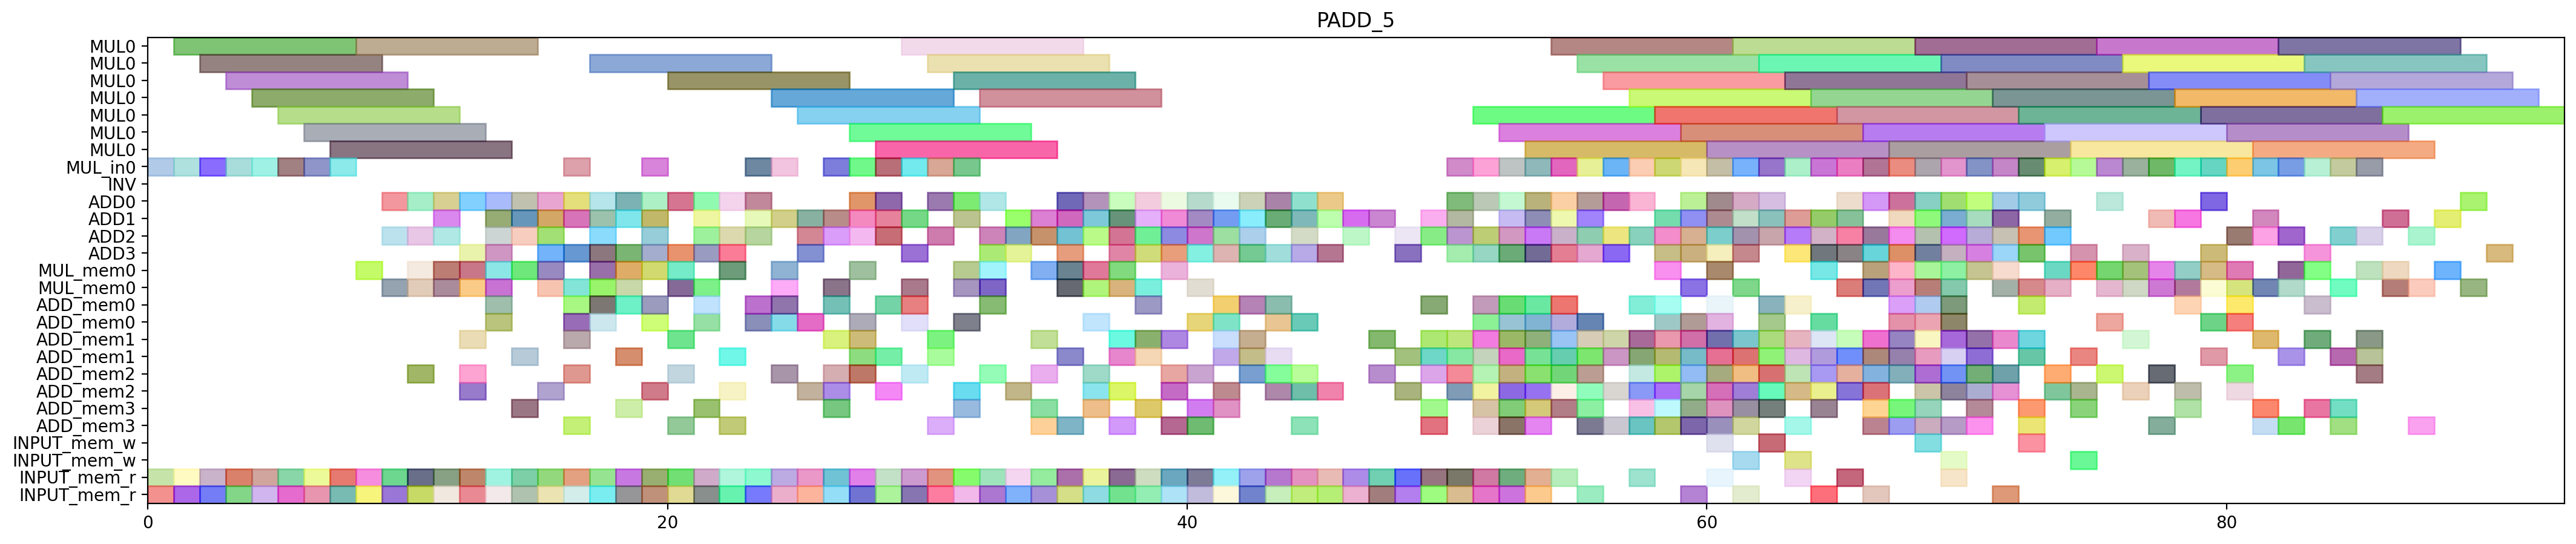 PADD_5
MUL0
MUL0
MUL0
MUL0
MUL0
MUL0
MUL0
MUL_in0
INV
ADD0
ADD1
ADD2
ADD3
MUL_mem0
MUL_mem0
ADD_mem0
ADD_mem0
ADD_mem1
ADD_mem1
ADD_mem2
ADD_mem2
ADD_mem3
ADD_mem3
INPUT_mem_w
INPUT_mem_w
INPUT_mem_r
INPUT_mem_r
0 20 40 60 80